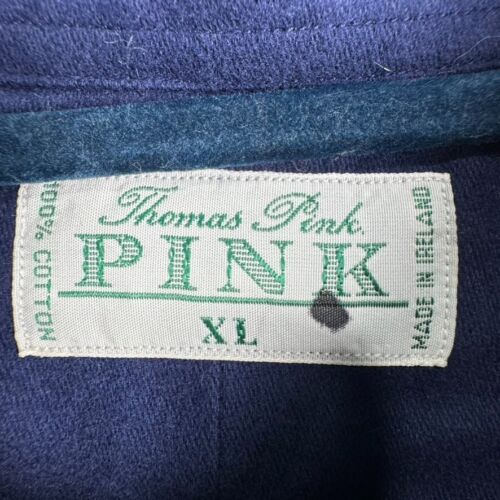 Thomas Pink
PINK
XL
100% COTTON
MADE IN IRELAND